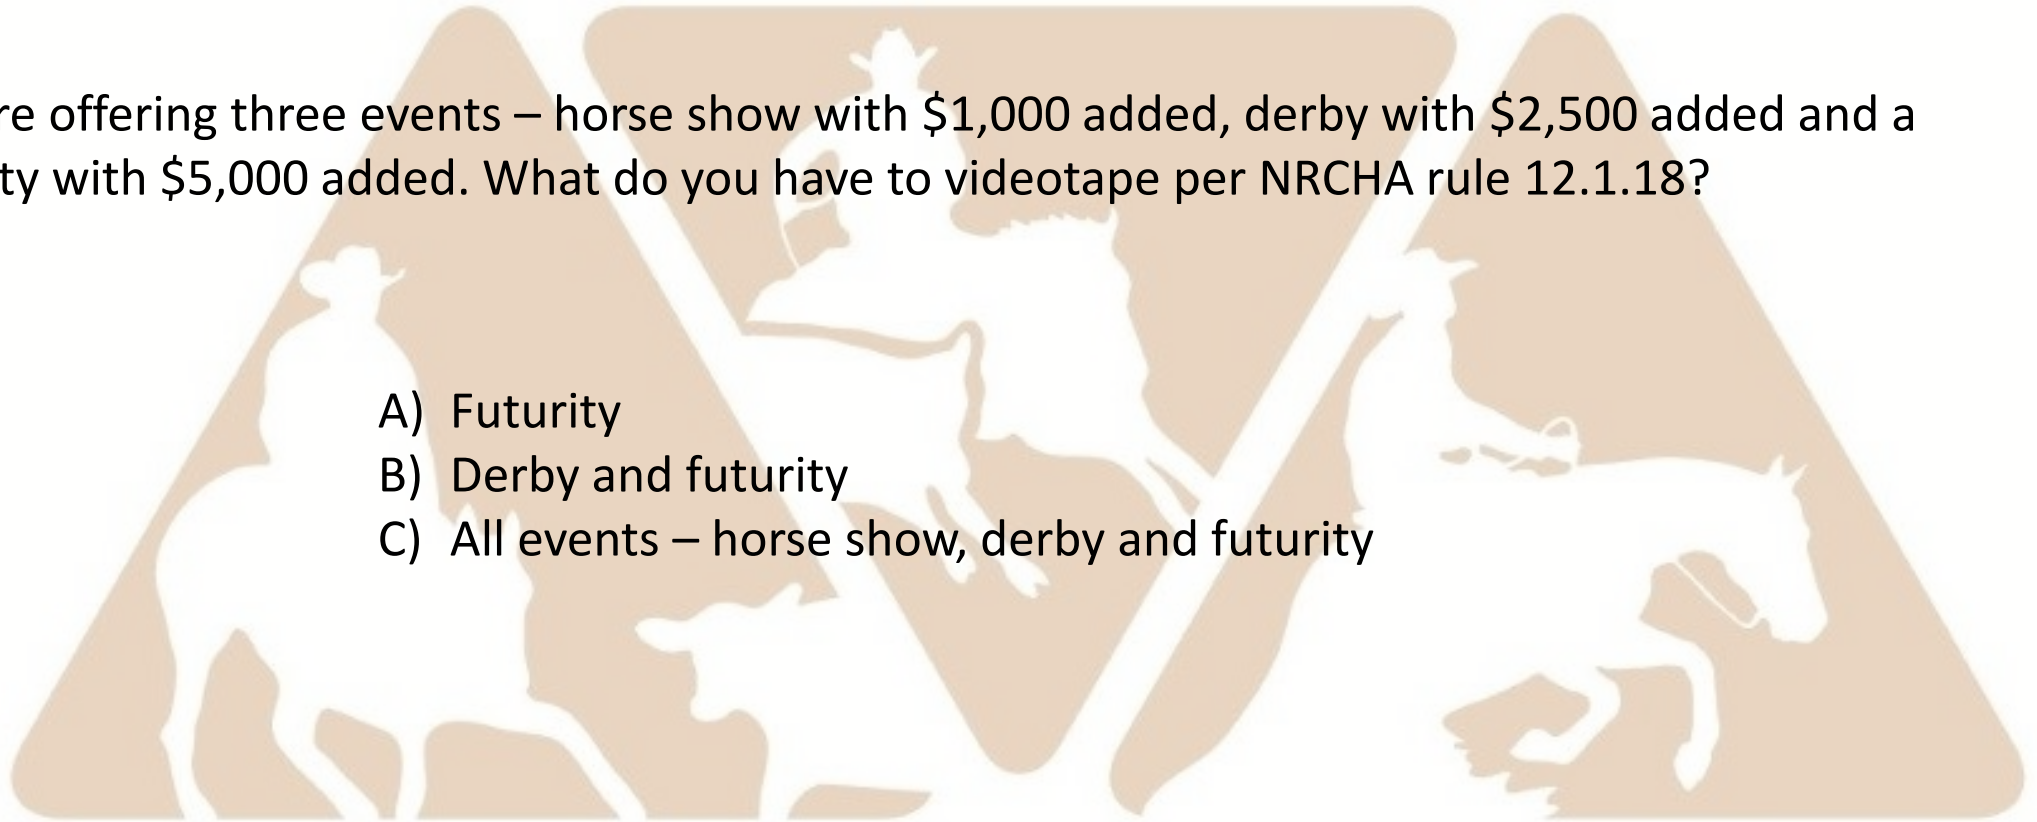 re offering three events – horse show with $1,000 added, derby with $2,500 added and a
ty with $5,000 added. What do you have to videotape per NRCHA rule 12.1.18?
A) Futurity
B) Derby and futurity
C) All events – horse show, derby and futurity